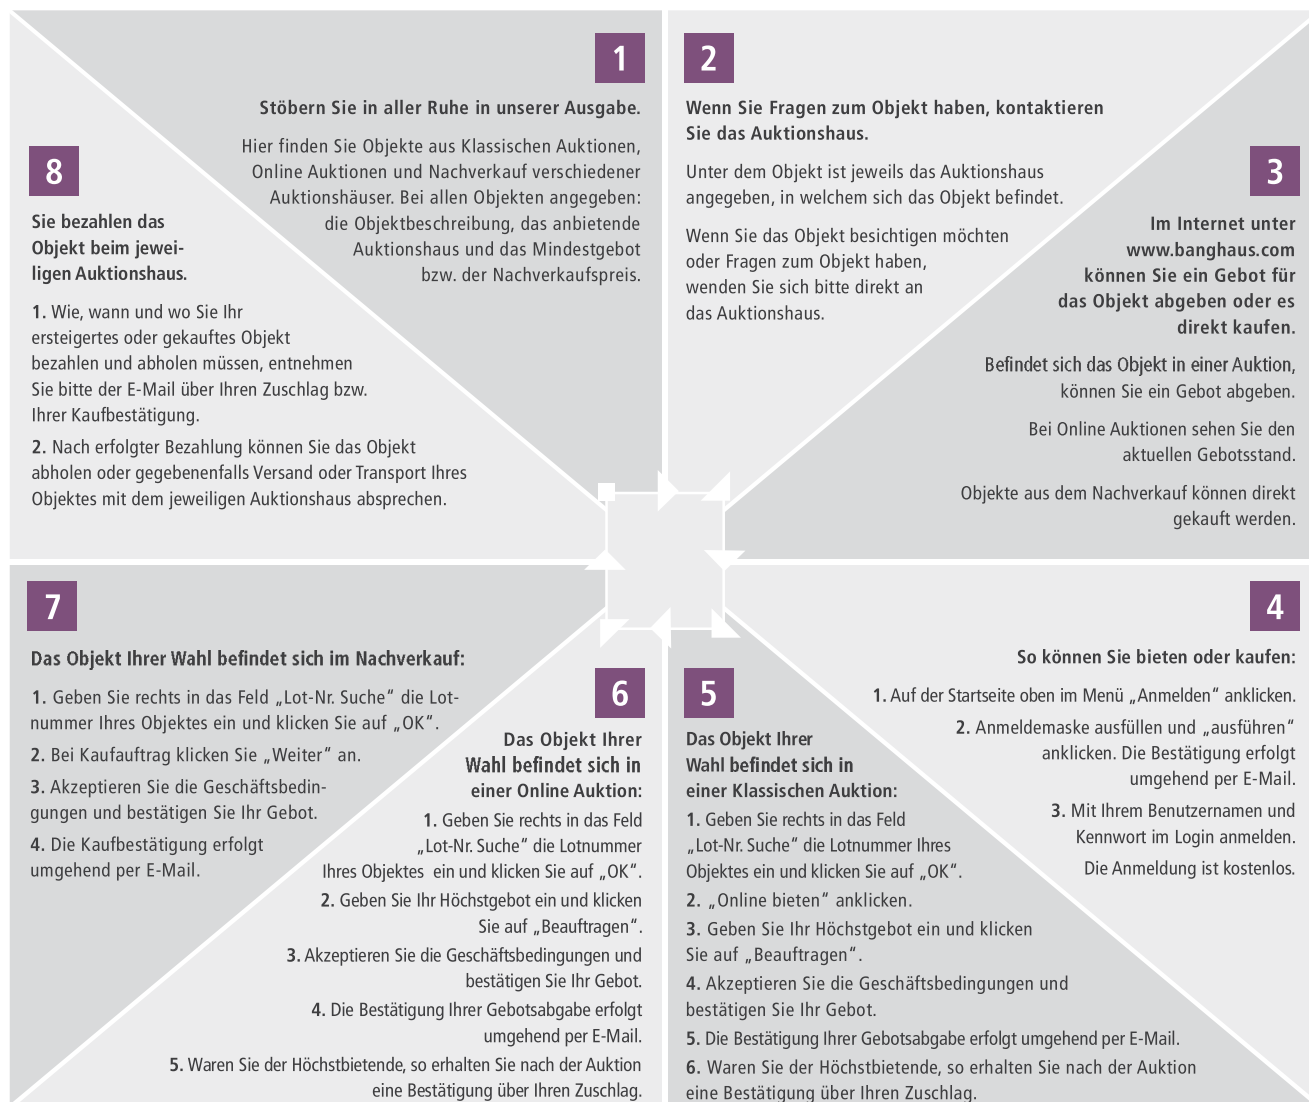 1
Stöbern Sie in aller Ruhe in unserer Ausgabe.
Hier finden Sie Objekte aus Klassischen Auktionen,
Online Auktionen und Nachverkauf verschiedener
Auktionshäuser. Bei allen Objekten angegeben:
die Objektbeschreibung, das anbietende
Auktionshaus und das Mindestgebot
bzw. der Nachverkaufspreis.
2
Wenn Sie Fragen zum Objekt haben, kontaktieren
Sie das Auktionshaus.
Unter dem Objekt ist jeweils das Auktionshaus
angegeben, in welchem sich das Objekt befindet.
Wenn Sie das Objekt besichtigen möchten
oder Fragen zum Objekt haben,
wenden Sie sich bitte direkt an
das Auktionshaus.
3
Im Internet unter
www.banghaus.com
können Sie ein Gebot für
das Objekt abgeben oder es
direkt kaufen.
Befindet sich das Objekt in einer Auktion,
können Sie ein Gebot abgeben.
Bei Online Auktionen sehen Sie den
aktuellen Gebotsstand.
Objekte aus dem Nachverkauf können direkt
gekauft werden.
4
So können Sie bieten oder kaufen:
1. Auf der Startseite oben im Menü „Anmelden“ anklicken.
2. Anmeldemaske ausfüllen und „ausführen“
anklicken. Die Bestätigung erfolgt
umgehend per E-Mail.
3. Mit Ihrem Benutzernamen und
Kennwort im Login anmelden.
Die Anmeldung ist kostenlos.
5
Das Objekt Ihrer
Wahl befindet sich in
einer Klassischen Auktion:
1. Geben Sie rechts in das Feld
„Lot-Nr. Suche“ die Lotnummer Ihres
Objektes ein und klicken Sie auf „OK“.
2. „Online bieten“ anklicken.
3. Geben Sie Ihr Höchstgebot ein und klicken
Sie auf „Beauftragen“.
4. Akzeptieren Sie die Geschäftsbedingungen und
bestätigen Sie Ihr Gebot.
5. Die Bestätigung Ihrer Gebotsabgabe erfolgt umgehend per E-Mail.
6. Waren Sie der Höchstbietende, so erhalten Sie nach der Auktion
eine Bestätigung über Ihren Zuschlag.
6
Das Objekt Ihrer
Wahl befindet sich in
einer Online Auktion:
1. Geben Sie rechts in das Feld
„Lot-Nr. Suche“ die Lotnummer
Ihres Objektes ein und klicken Sie auf „OK“.
2. Geben Sie Ihr Höchstgebot ein und klicken
Sie auf „Beauftragen“.
3. Akzeptieren Sie die Geschäftsbedingungen und
bestätigen Sie Ihr Gebot.
4. Die Bestätigung Ihrer Gebotsabgabe erfolgt
umgehend per E-Mail.
5. Waren Sie der Höchstbietende, so erhalten Sie nach der Auktion
eine Bestätigung über Ihren Zuschlag.
7
Das Objekt Ihrer Wahl befindet sich im Nachverkauf:
1. Geben Sie rechts in das Feld „Lot-Nr. Suche“ die Lot-
nummer Ihres Objektes ein und klicken Sie auf „OK“.
2. Bei Kaufauftrag klicken Sie „Weiter“ an.
3. Akzeptieren Sie die Geschäftsbedin-
gungen und bestätigen Sie Ihr Gebot.
4. Die Kaufbestätigung erfolgt
umgehend per E-Mail.
8
Sie bezahlen das
Objekt beim jewei-
ligen Auktionshaus.
1. Wie, wann und wo Sie Ihr
ersteigertes oder gekauftes Objekt
bezahlen und abholen müssen, entnehmen
Sie bitte der E-Mail über Ihren Zuschlag bzw.
Ihrer Kaufbestätigung.
2. Nach erfolgter Bezahlung können Sie das Objekt
abholen oder gegebenenfalls Versand oder Transport Ihres
Objektes mit dem jeweiligen Auktionshaus absprechen.